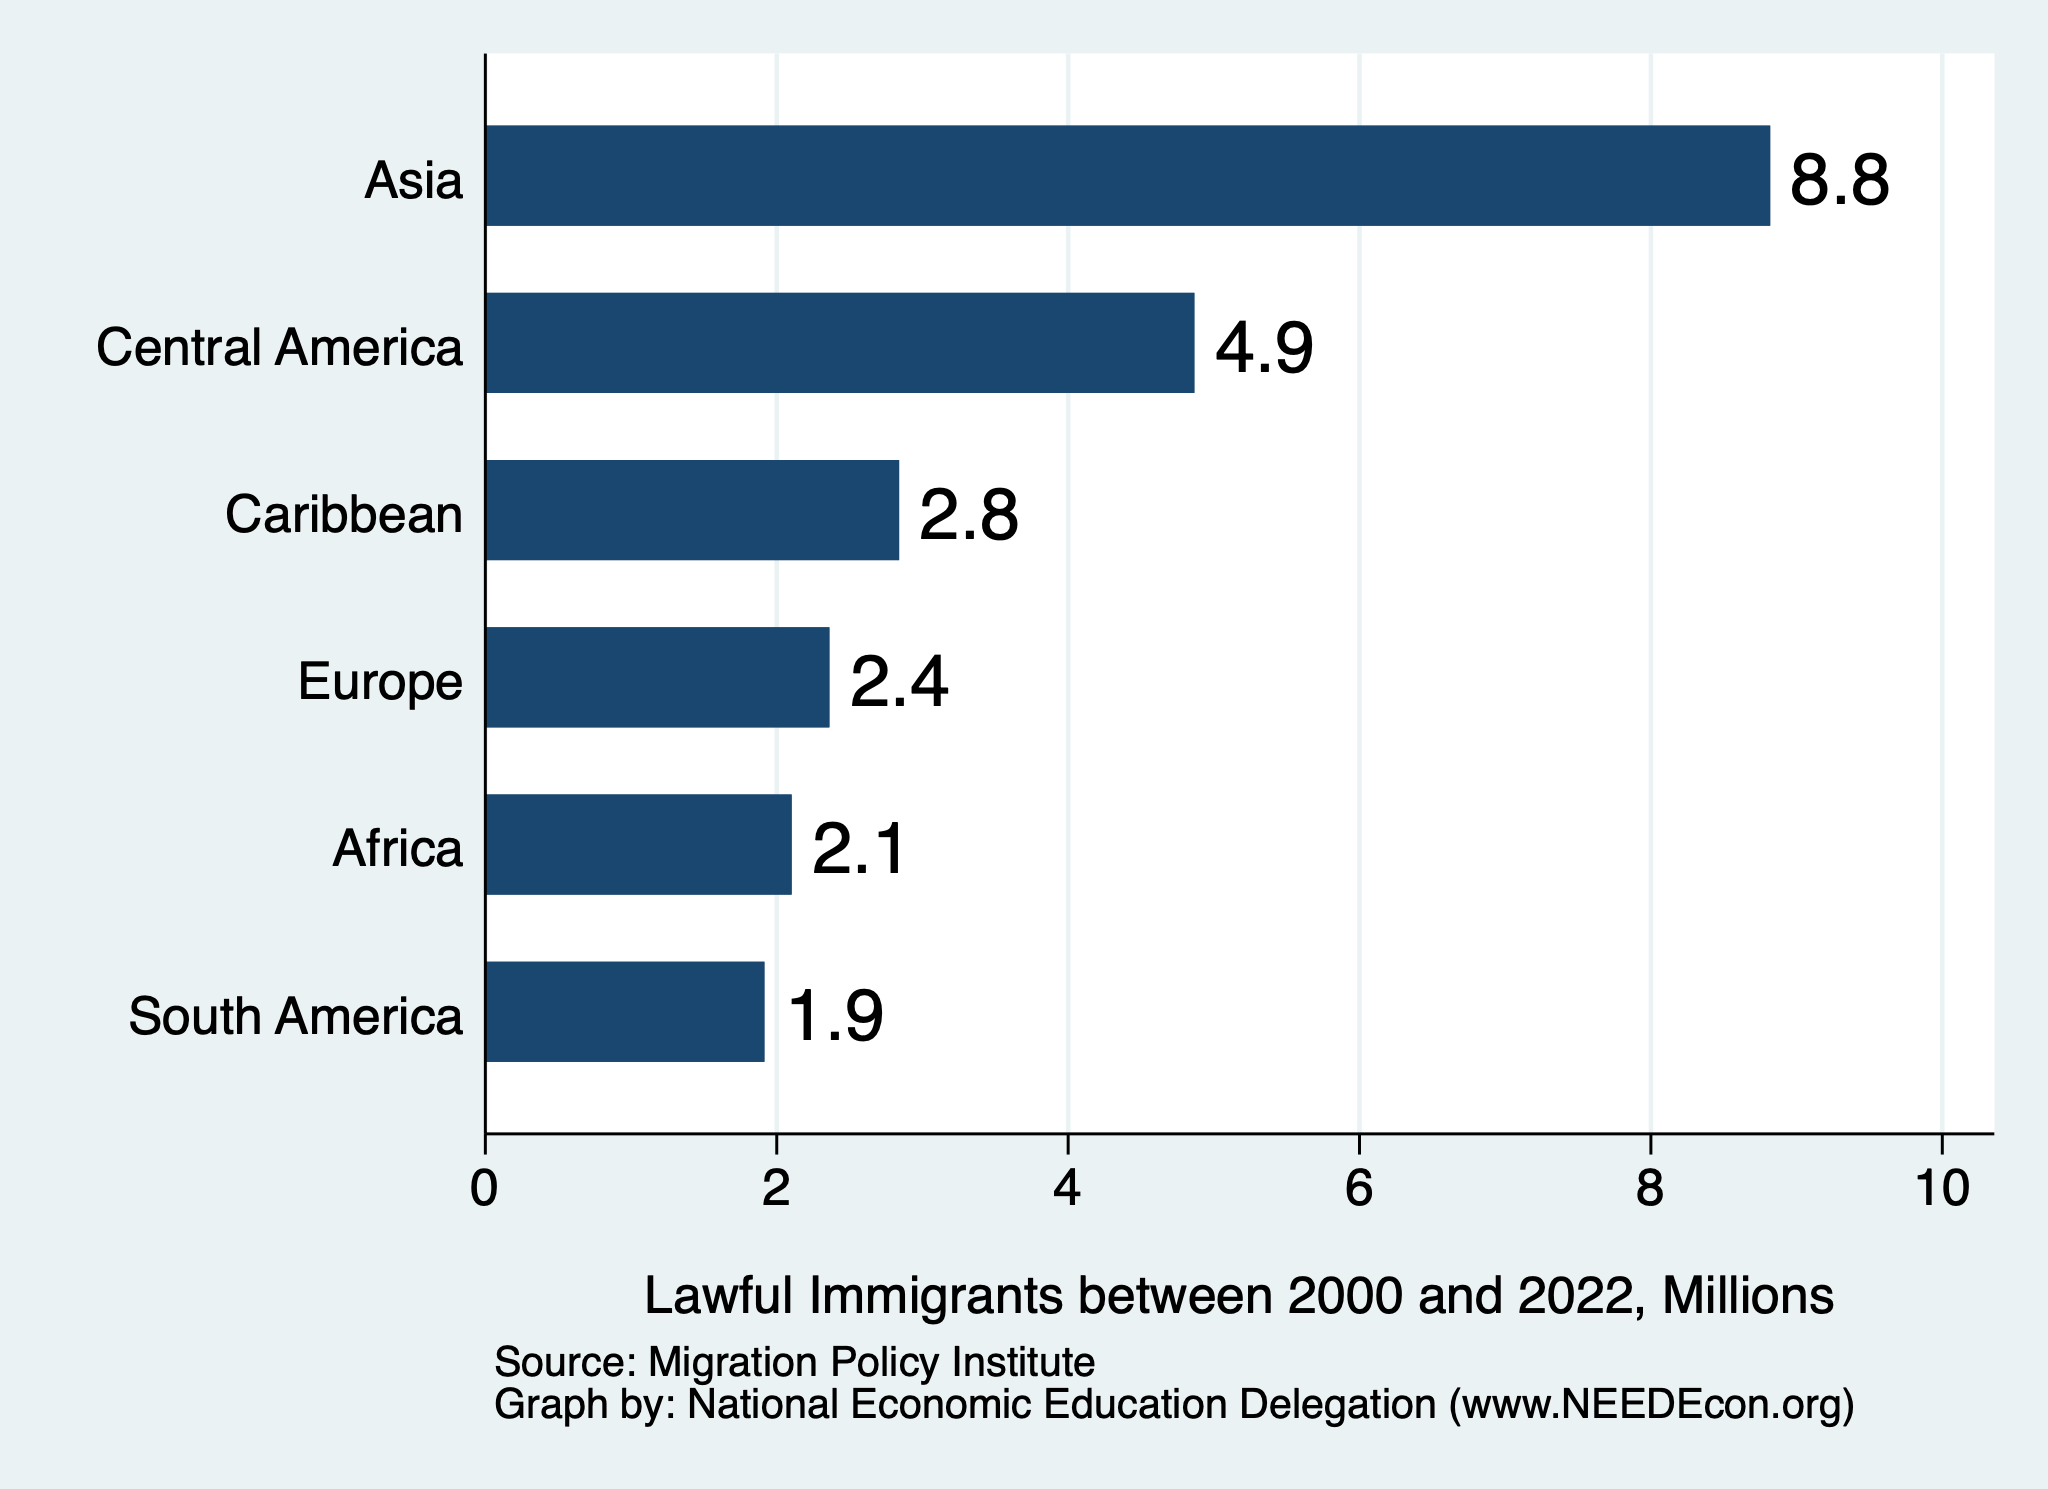 Asia
8.8
Central America
4.9
Caribbean
2.8
Europe
2.4
Africa
2.1
South America
1.9
0 2 4 6 8 10
Lawful Immigrants between 2000 and 2022, Millions
Source: Migration Policy Institute
Graph by: National Economic Education Delegation (www.NEEDEcon.org)